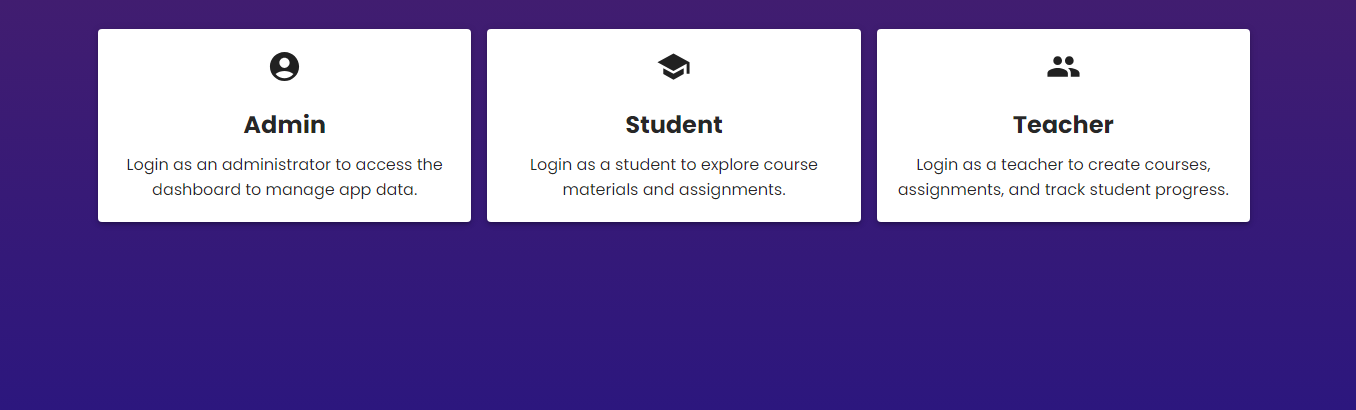 Admin
Login as an administrator to access the
dashboard to manage app data.
Student
Login as a student to explore course
materials and assignments.
Teacher
Login as a teacher to create courses,
assignments, and track student progress.